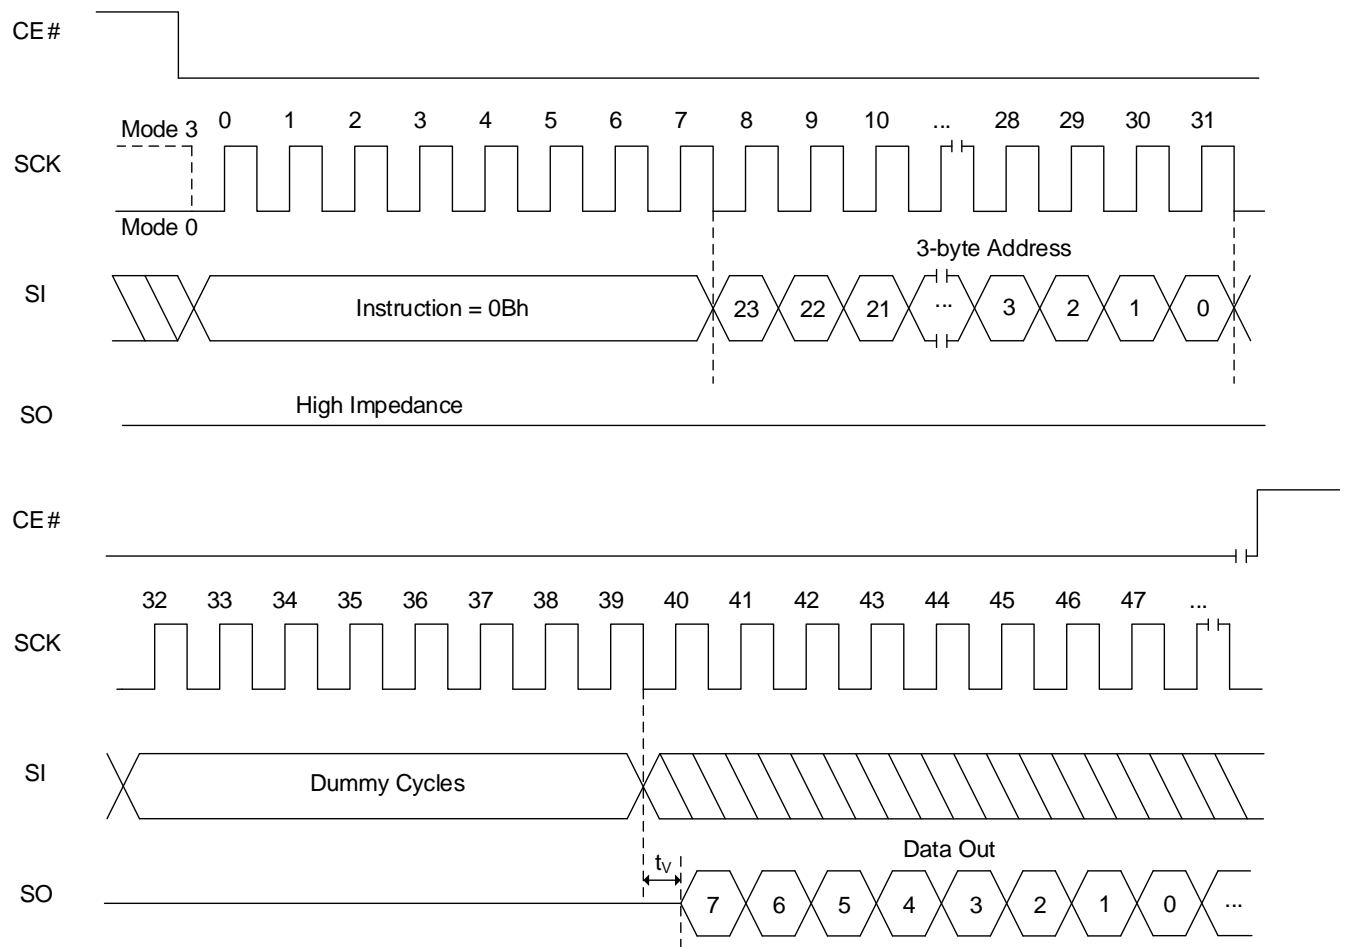 CE#
Mode 3 0 1 2 3 4 5 6 7 8 9 10 ... 28 29 30 31
SCK
Mode 0
3-byte Address
SI Instruction = 0Bh 23 22 21 ... 3 2 1 0
High Impedance
SO
CE#
32 33 34 35 36 37 38 39 40 41 42 43 44 45 46 47 ...
SCK
SI Dummy Cycles
Data Out
tV
SO 7 6 5 4 3 2 1 0 ...